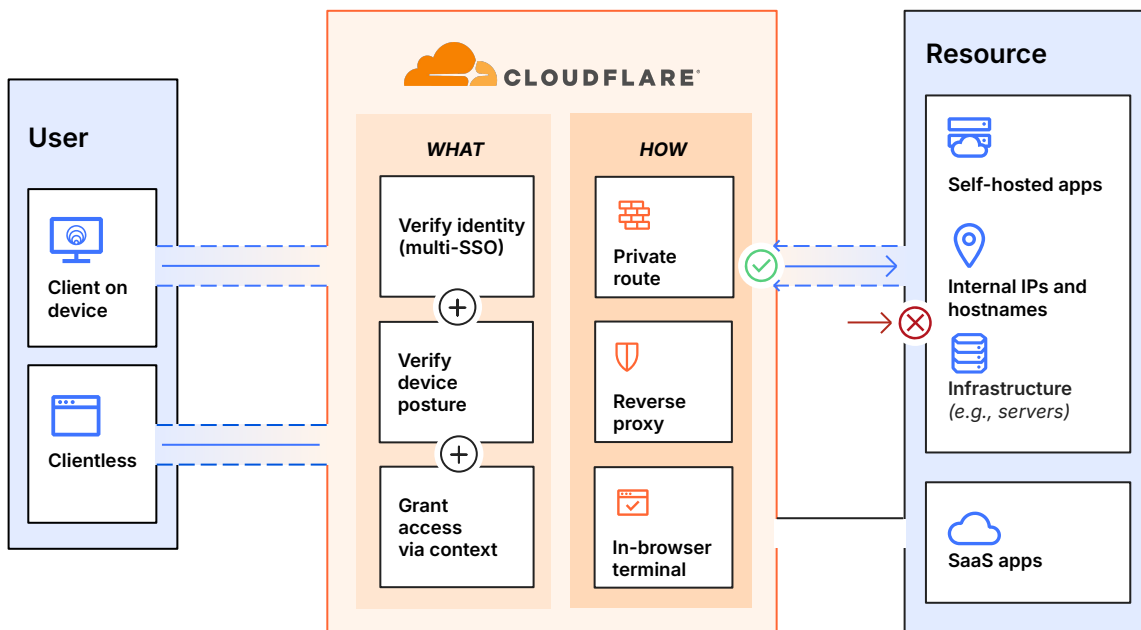 User
Client on
device
Clientless
CLOUDFLARE
WHAT
Verify identity
(multi-SSO)
Verify
device
posture
Grant
access
via context
HOW
Private
route
Reverse
proxy
In-browser
terminal
Resource
Self-hosted apps
Internal IPs and
hostnames
Infrastructure
(e.g., servers)
SaaS apps